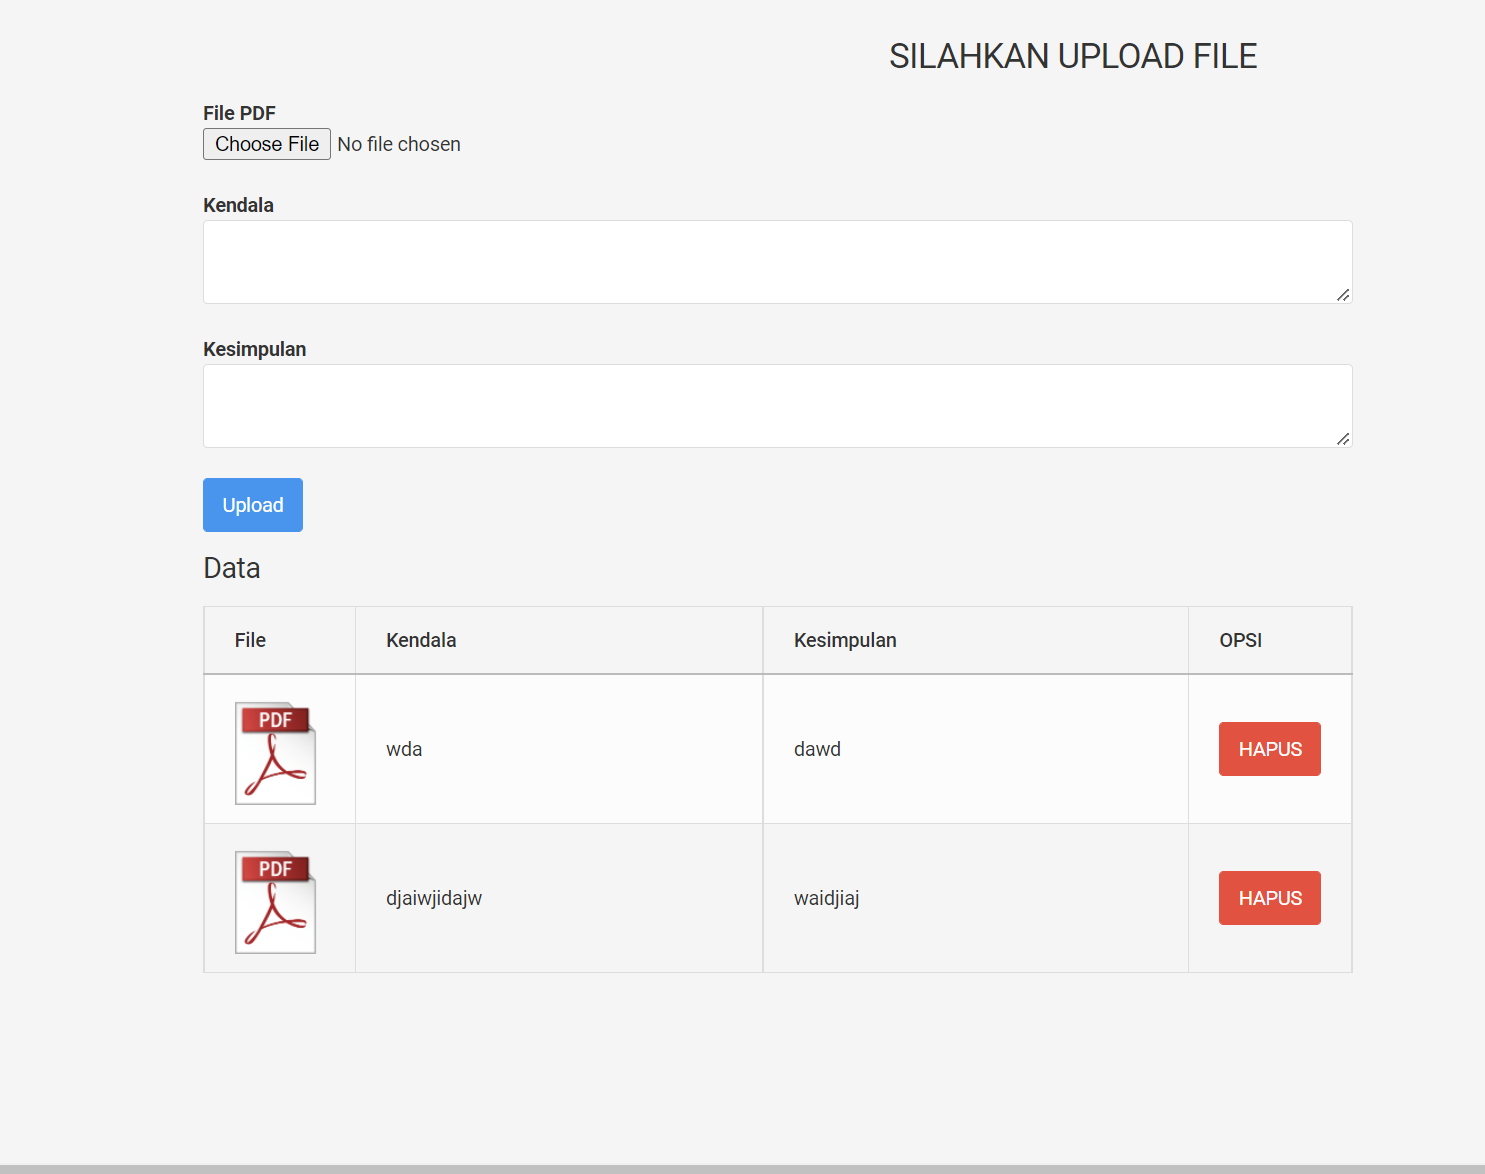 SILAHKAN UPLOAD FILE
File PDF
Choose File No file chosen
Kendala
Kesimpulan
Upload
Data
File Kendala Kesimpulan OPSI
PDF wda dawd HAPUS
PDF djaiwjidajw waidjiaj HAPUS